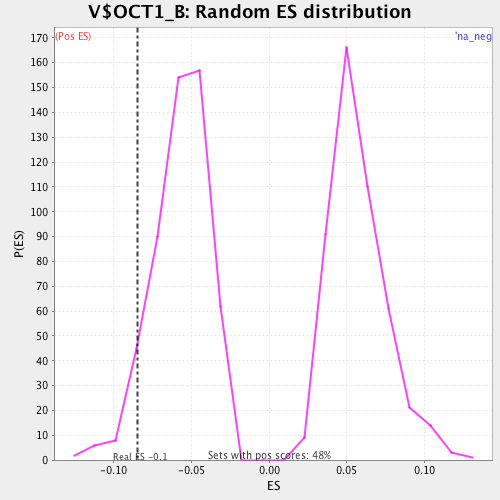 V$OCT1_B: Random ES distribution
(Pos ES)
'na_neg
170
160
150
140
130
120
110
100
90
80
70
60
50
40
30
20
10
0
P(ES)
Real ES -0.1
Sets with pos scores: 48%
-0.10 -0.05 0.00 0.05 0.10
ES